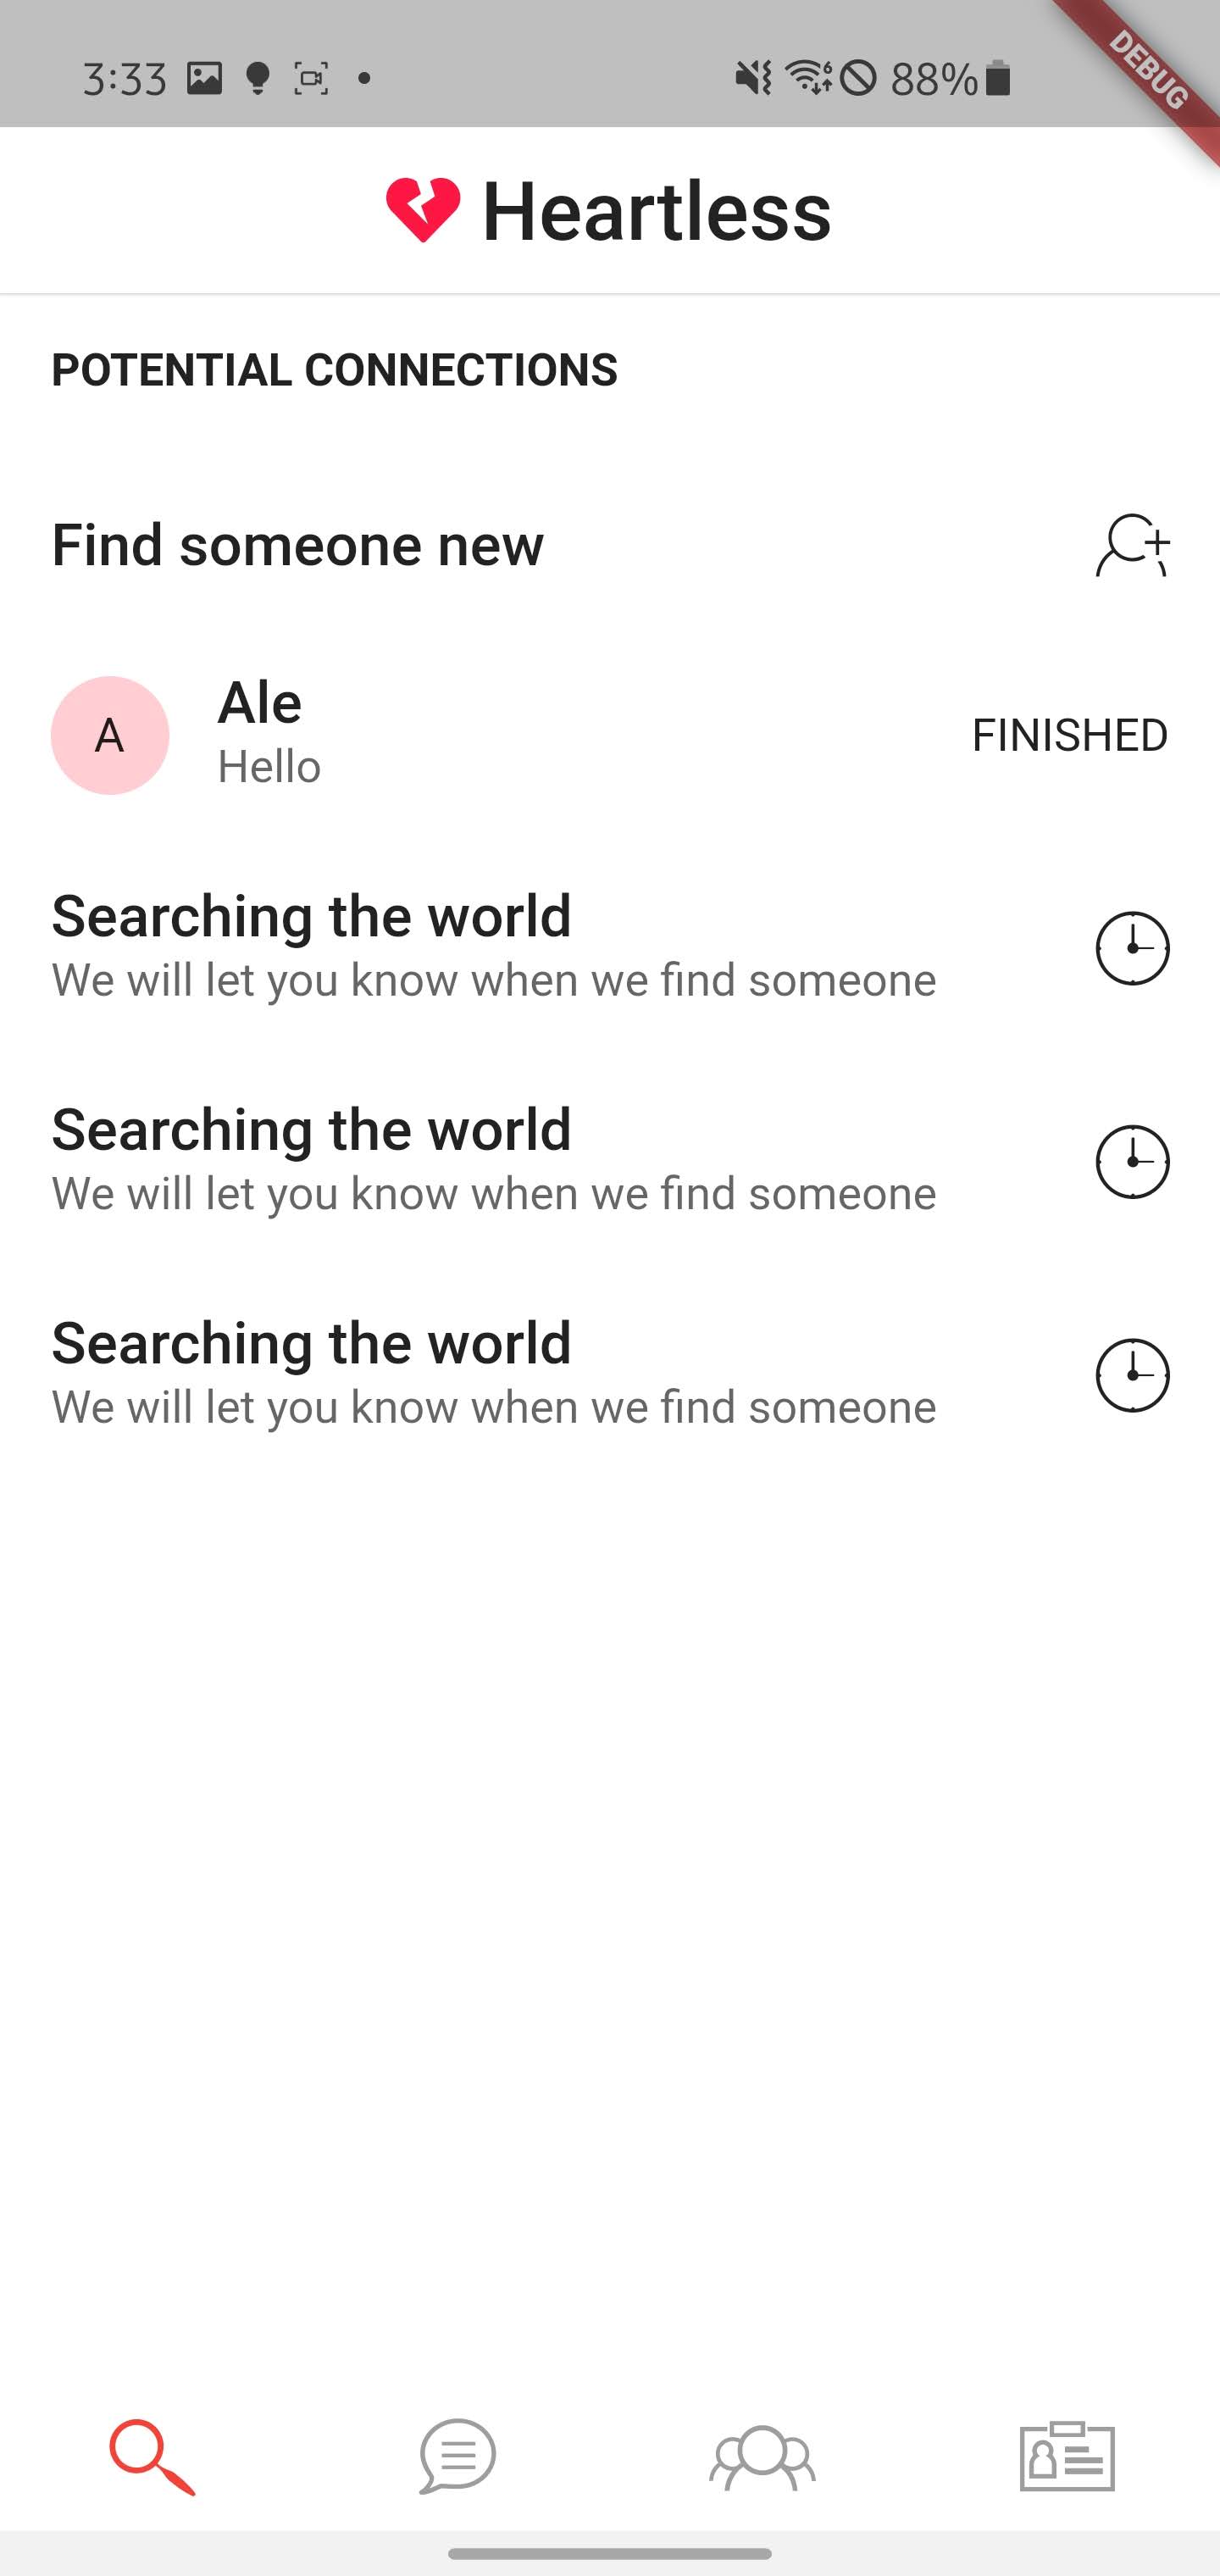 3:33 88%
DEBUG
Heartless
POTENTIAL CONNECTIONS
Find someone new
A
Ale
Hello
FINISHED
Searching the world
We will let you know when we find someone
Searching the world
We will let you know when we find someone
Searching the world
We will let you know when we find someone